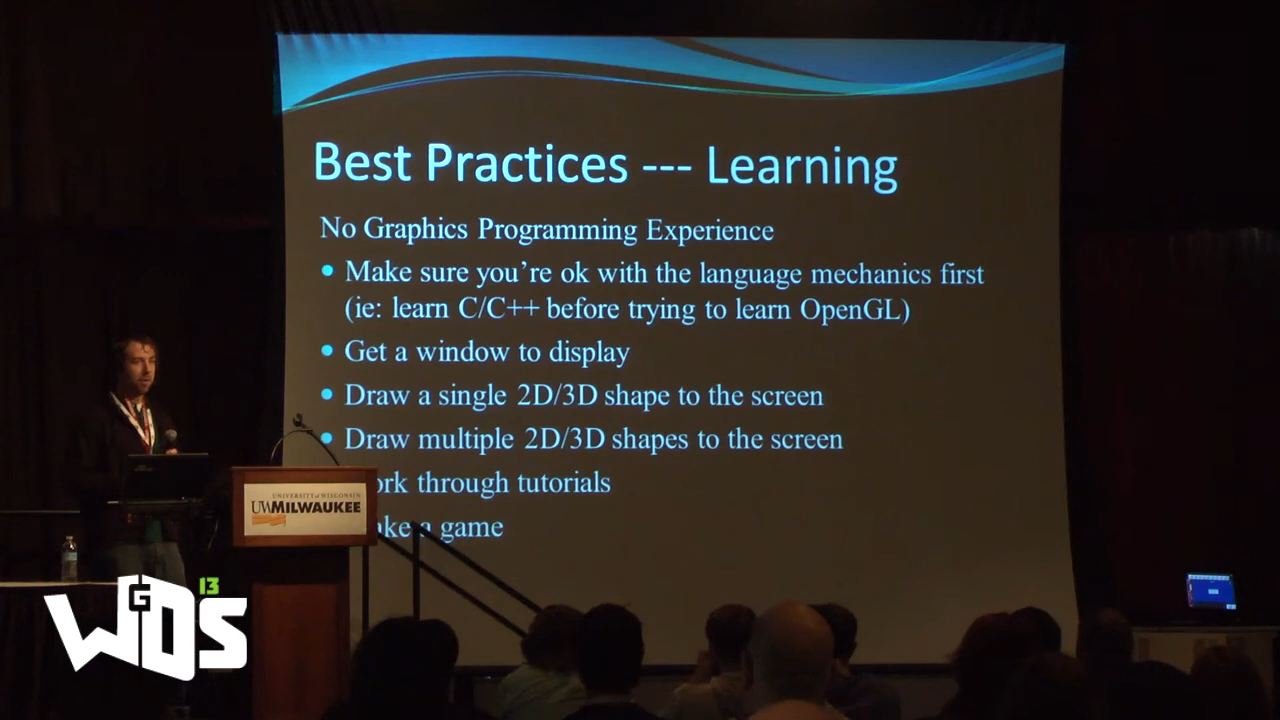 Best Practices --- Learning
No Graphics Programming Experience
• Make sure you're ok with the language mechanics first
(ie: learn C/C++ before trying to learn OpenGL)
• Get a window to display
• Draw a single 2D/3D shape to the screen
• Draw multiple 2D/3D shapes to the screen
ork through tutorials
ake a game
UNIVERSITY of WISCONSIN
UWMILWAUKEE
WGDS 13